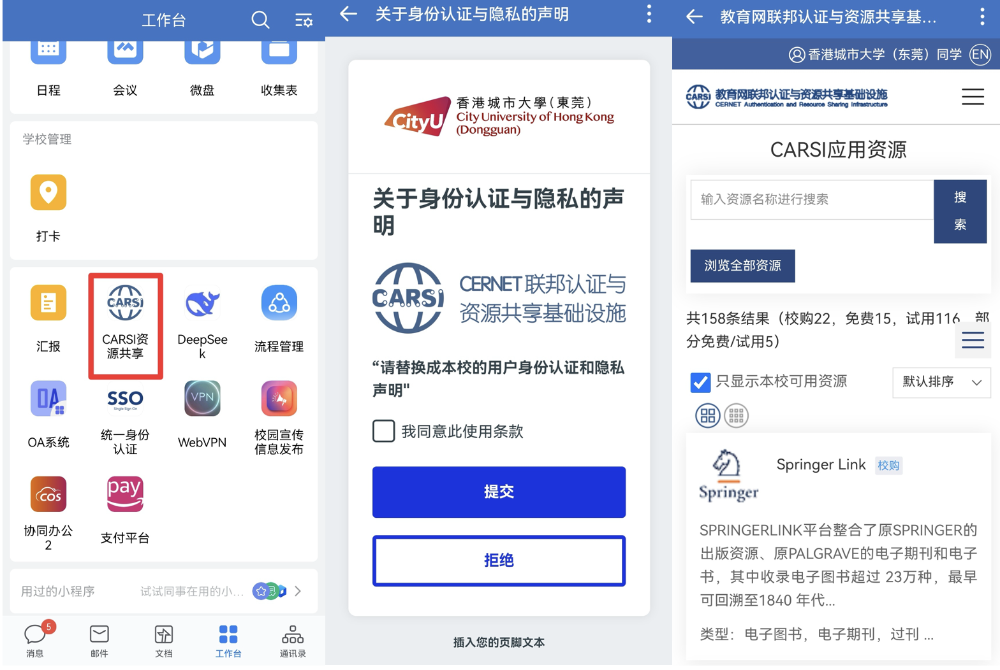 工作台
日程
会议
微盘
收集表
学校管理
打卡
汇报
CARSI
CARSI资
源共享
DeepSee
k
流程管理
OA
OA系统
SSO
Single Sign On
统一身份
认证
VPN
WebVPN
校园宣传
信息发布
cos
协同办公
2
pay
支付平台
用过的小程序
试试同事在用的小...
5
消息
邮件
文档
工作台
通讯录
关于身份认证与隐私的声明
CityU
香港城市大學(東莞)
City University of Hong Kong
(Dongguan)
关于身份认证与隐私的声
明
CARSI
CERNET 联邦认证与
资源共享基础设施
“请替换成本校的用户身份认证和隐私
声明"
我同意此使用条款
提交
拒绝
插入您的页脚文本
教育网联邦认证与资源共享基...
香港城市大学（东莞）同学
EN
CARSI
教育网联邦认证与资源共享基础设施
CERNET Authentication and Resource Sharing Infrastructure
CARSI应用资源
输入资源名称进行搜索
搜
索
浏览全部资源
共158条结果（校购22，免费15，试用116，部
分免费/试用5）
只显示本校可用资源
默认排序
Springer
Springer Link
校购
SPRINGERLINK平台整合了原SPRINGER的
出版资源、原PALGRAVE的电子期刊和电子
书，其中收录电子图书超过 23万种，最早
可回溯至1840 年代...
类型：电子图书，电子期刊，过刊 ...